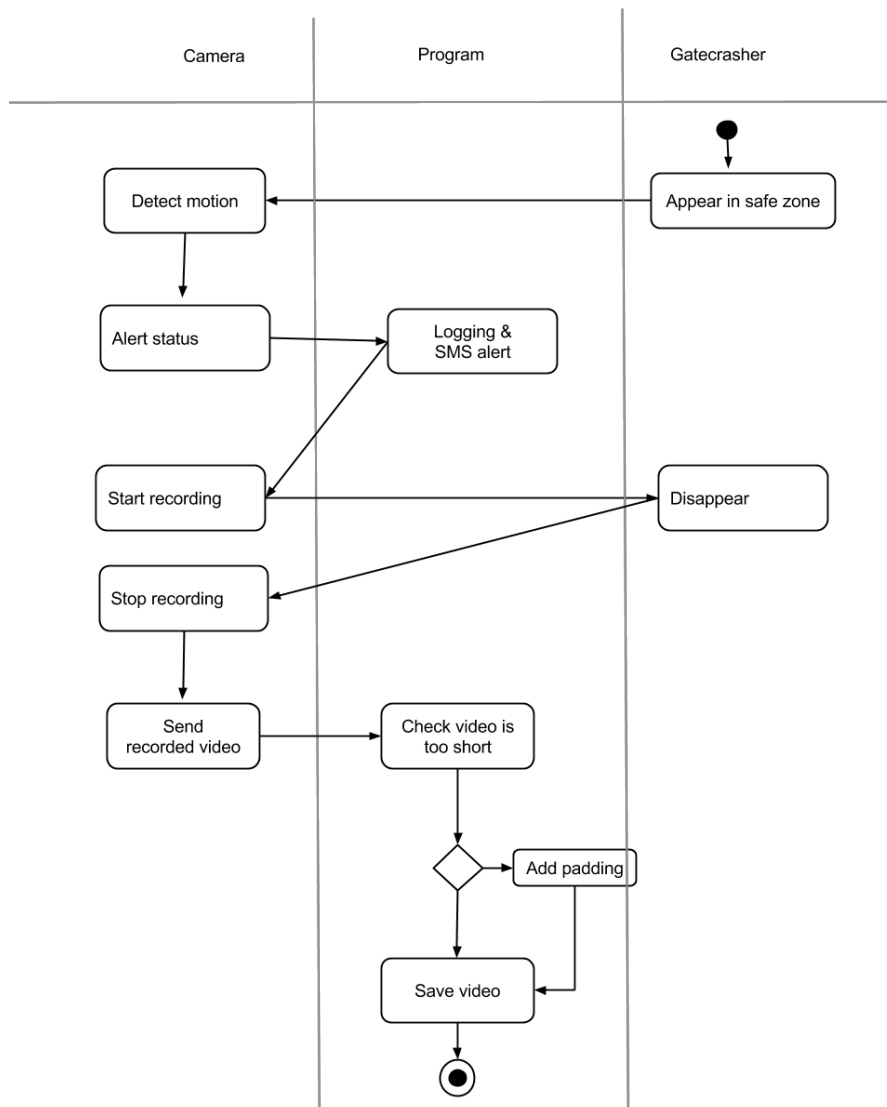 Camera
Program
Gatecrasher
Detect motion
Appear in safe zone
Alert status
Logging &
SMS alert
Start recording
Disappear
Stop recording
Send
recorded video
Check video is
too short
Add padding
Save video